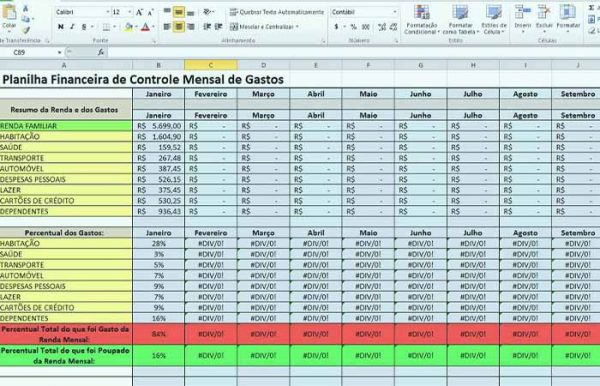 Calibri 11 Quebrar Texto Automaticamente Contábil
Colar N I S Mesclar e Centralizar % 000 Formatação Condicional Formatar como Tabela Estilos de Célula Inserir Excluir Formatar
Fonte Alinhamento Número Estilo Células
C89 fx
A B C D E F G H I J
Planilha Financeira de Controle Mensal de Gastos
Janeiro Fevereiro Março Abril Maio Junho Julho Agosto Setembro
Resumo da Renda e dos Gastos Janeiro Fevereiro Março Abril Maio Junho Julho Agosto Setembro
RENDA FAMILIAR R$ 5.699,00 R$ - R$ - R$ - R$ - R$ - R$ - R$ - R$ -
HABITAÇÃO R$ 1.604,90 R$ - R$ - R$ - R$ - R$ - R$ - R$ - R$ -
SAÚDE R$ 159,52 R$ - R$ - R$ - R$ - R$ - R$ - R$ - R$ -
TRANSPORTE R$ 267,48 R$ - R$ - R$ - R$ - R$ - R$ - R$ - R$ -
AUTOMÓVEL R$ 387,45 R$ - R$ - R$ - R$ - R$ - R$ - R$ - R$ -
DESPESAS PESSOAIS R$ 526,15 R$ - R$ - R$ - R$ - R$ - R$ - R$ - R$ -
LAZER R$ 375,45 R$ - R$ - R$ - R$ - R$ - R$ - R$ - R$ -
CARTÕES DE CRÉDITO R$ 530,25 R$ - R$ - R$ - R$ - R$ - R$ - R$ - R$ -
DEPENDENTES R$ 936,43 R$ - R$ - R$ - R$ - R$ - R$ - R$ - R$ -
Percentual dos Gastos: Janeiro Fevereiro Março Abril Maio Junho Julho Agosto Setembro
HABITAÇÃO 28% #DIV/0! #DIV/0! #DIV/0! #DIV/0! #DIV/0! #DIV/0! #DIV/0! #DIV/0!
SAÚDE 3% #DIV/0! #DIV/0! #DIV/0! #DIV/0! #DIV/0! #DIV/0! #DIV/0! #DIV/0!
TRANSPORTE 5% #DIV/0! #DIV/0! #DIV/0! #DIV/0! #DIV/0! #DIV/0! #DIV/0! #DIV/0!
AUTOMÓVEL 7% #DIV/0! #DIV/0! #DIV/0! #DIV/0! #DIV/0! #DIV/0! #DIV/0! #DIV/0!
DESPESAS PESSOAIS 9% #DIV/0! #DIV/0! #DIV/0! #DIV/0! #DIV/0! #DIV/0! #DIV/0! #DIV/0!
LAZER 7% #DIV/0! #DIV/0! #DIV/0! #DIV/0! #DIV/0! #DIV/0! #DIV/0! #DIV/0!
CARTÕES DE CRÉDITO 9% #DIV/0! #DIV/0! #DIV/0! #DIV/0! #DIV/0! #DIV/0! #DIV/0! #DIV/0!
DEPENDENTES 16% #DIV/0! #DIV/0! #DIV/0! #DIV/0! #DIV/0! #DIV/0! #DIV/0! #DIV/0!
Percentual Total do que foi Gasto da
Renda Mensal: 84% #DIV/0! #DIV/0! #DIV/0! #DIV/0! #DIV/0! #DIV/0! #DIV/0! #DIV/0!
Percentual Total do que foi Poupado
da Renda Mensal: 16% #DIV/0! #DIV/0! #DIV/0! #DIV/0! #DIV/0! #DIV/0! #DIV/0! #DIV/0!